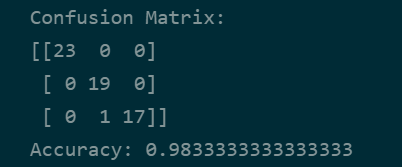 Confusion Matrix:
[[23  0  0]
 [ 0 19  0]
 [ 0  1 17]]
Accuracy: 0.9833333333333333